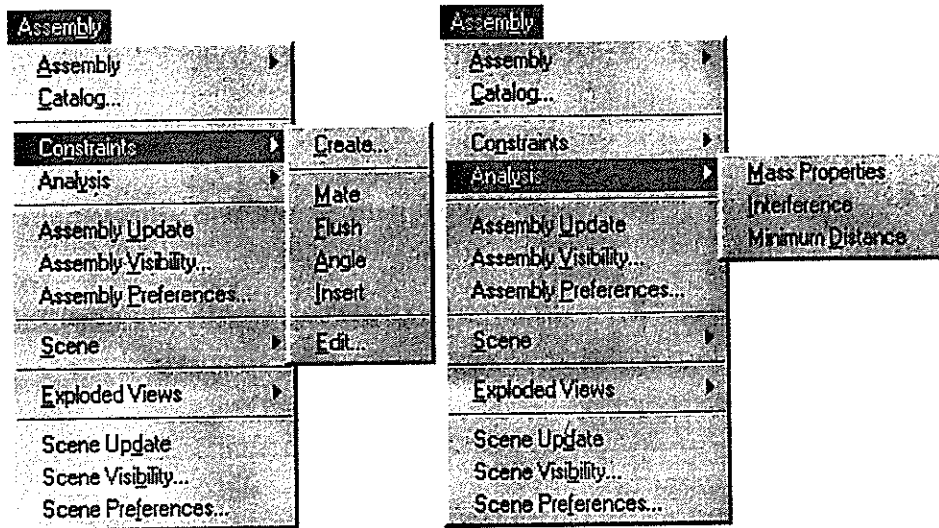 Assembly
Assembly
Catalog...
Constraints
Analysis
Assembly Update
Assembly Visibility...
Assembly Preferences...
Scene
Exploded Views
Scene Update
Scene Visibility...
Scene Preferences...
Create...
Mate
Flush
Angle
Insert
Edit...
Assembly
Assembly
Catalog...
Constraints
Analysis
Assembly Update
Assembly Visibility...
Assembly Preferences...
Scene
Exploded Views
Scene Update
Scene Visibility...
Scene Preferences...
Mass Properties
Interference
Minimum Distance